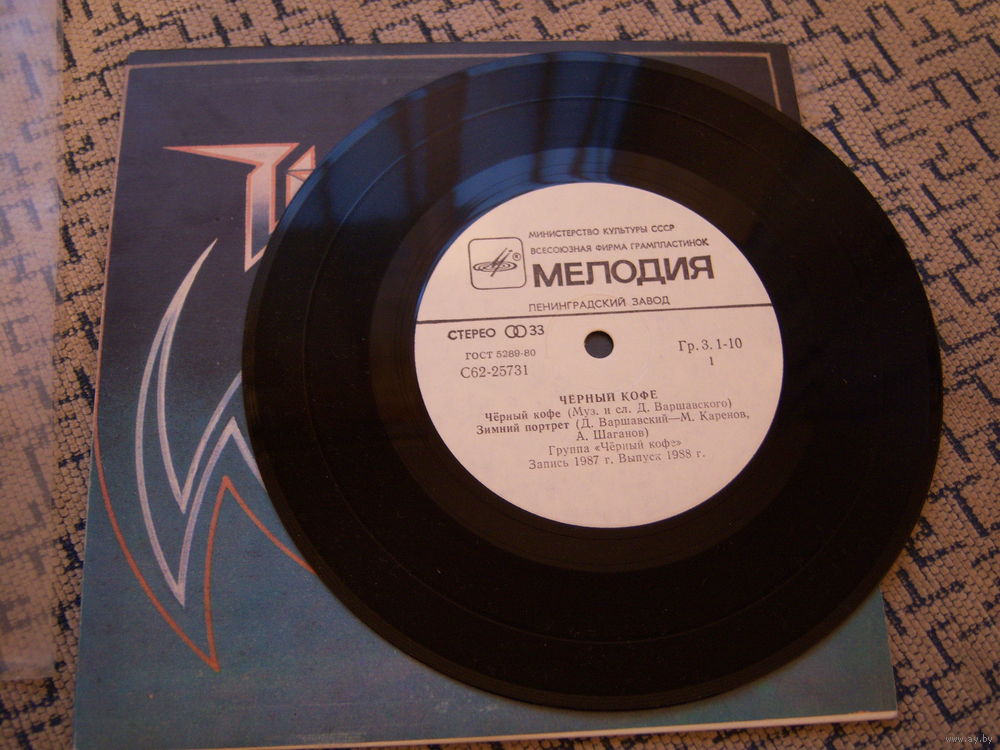 МИНИСТЕРСТВО КУЛЬТУРЫ СССР
ВСЕСОЮЗНАЯ ФИРМА ГРАМПЛАСТИНОК
МЕЛОДИЯ
ЛЕНИНГРАДСКИЙ ЗАВОД
СТЕРЕО 33
ГОСТ 5289-80
С62-25731
Гр. 3. 1-10
1
ЧЁРНЫЙ КОФЕ
Чёрный кофе (Муз. и сл. Д. Варшавского)
Зимний портрет (Д. Варшавский—М. Каренов,
А. Шаганов)
Группа «Чёрный кофе»
Запись 1987 г. Выпуск 1988 г.
www.ay.by